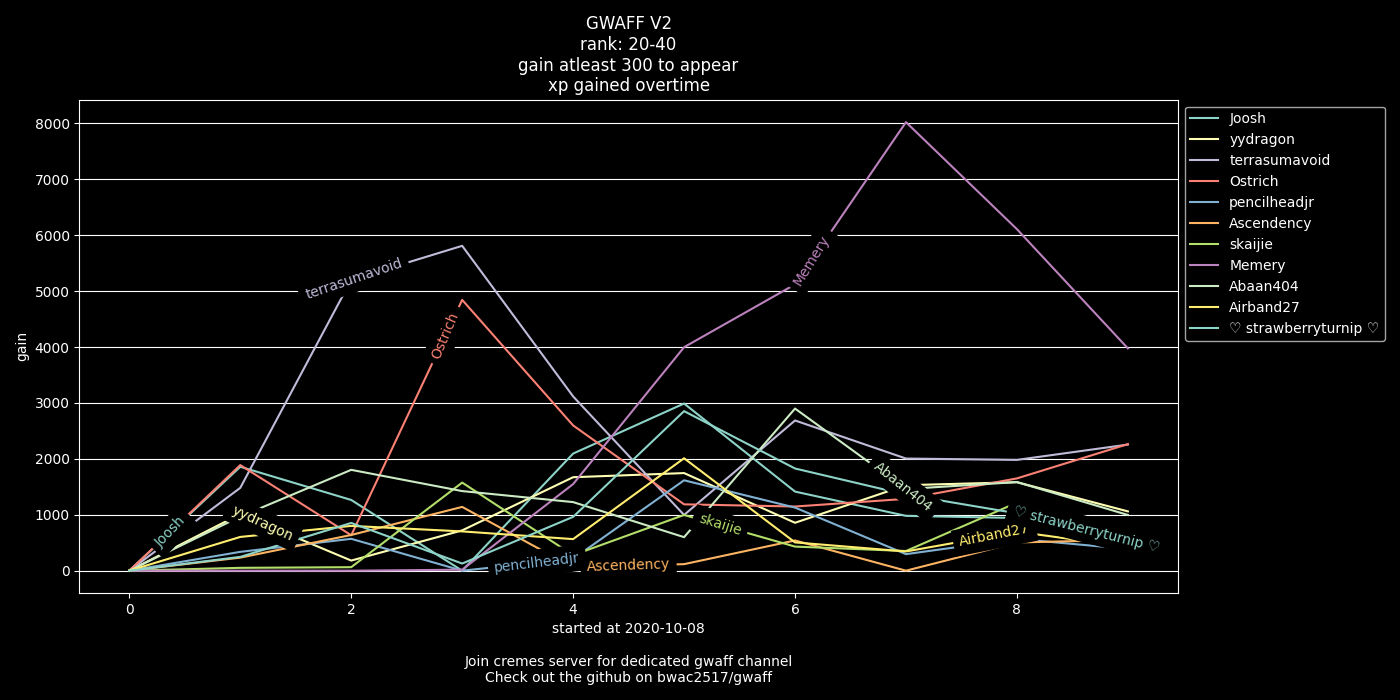 GWAFF V2
rank: 20-40
gain atleast 300 to appear
xp gained overtime
gain
8000
7000
6000
5000
4000
3000
2000
1000
0
terrasumavoid
Memery
Ostrich
Joosh
yydragon
Abaan404
skaijie
♡ strawberryturnip ♡
Airband27
pencilheadjr
Ascendency
Joosh
yydragon
terrasumavoid
Ostrich
pencilheadjr
Ascendency
skaijie
Memery
Abaan404
Airband27
♡ strawberryturnip ♡
0 2 4 6 8
started at 2020-10-08
Join cremes server for dedicated gwaff channel
Check out the github on bwac2517/gwaff